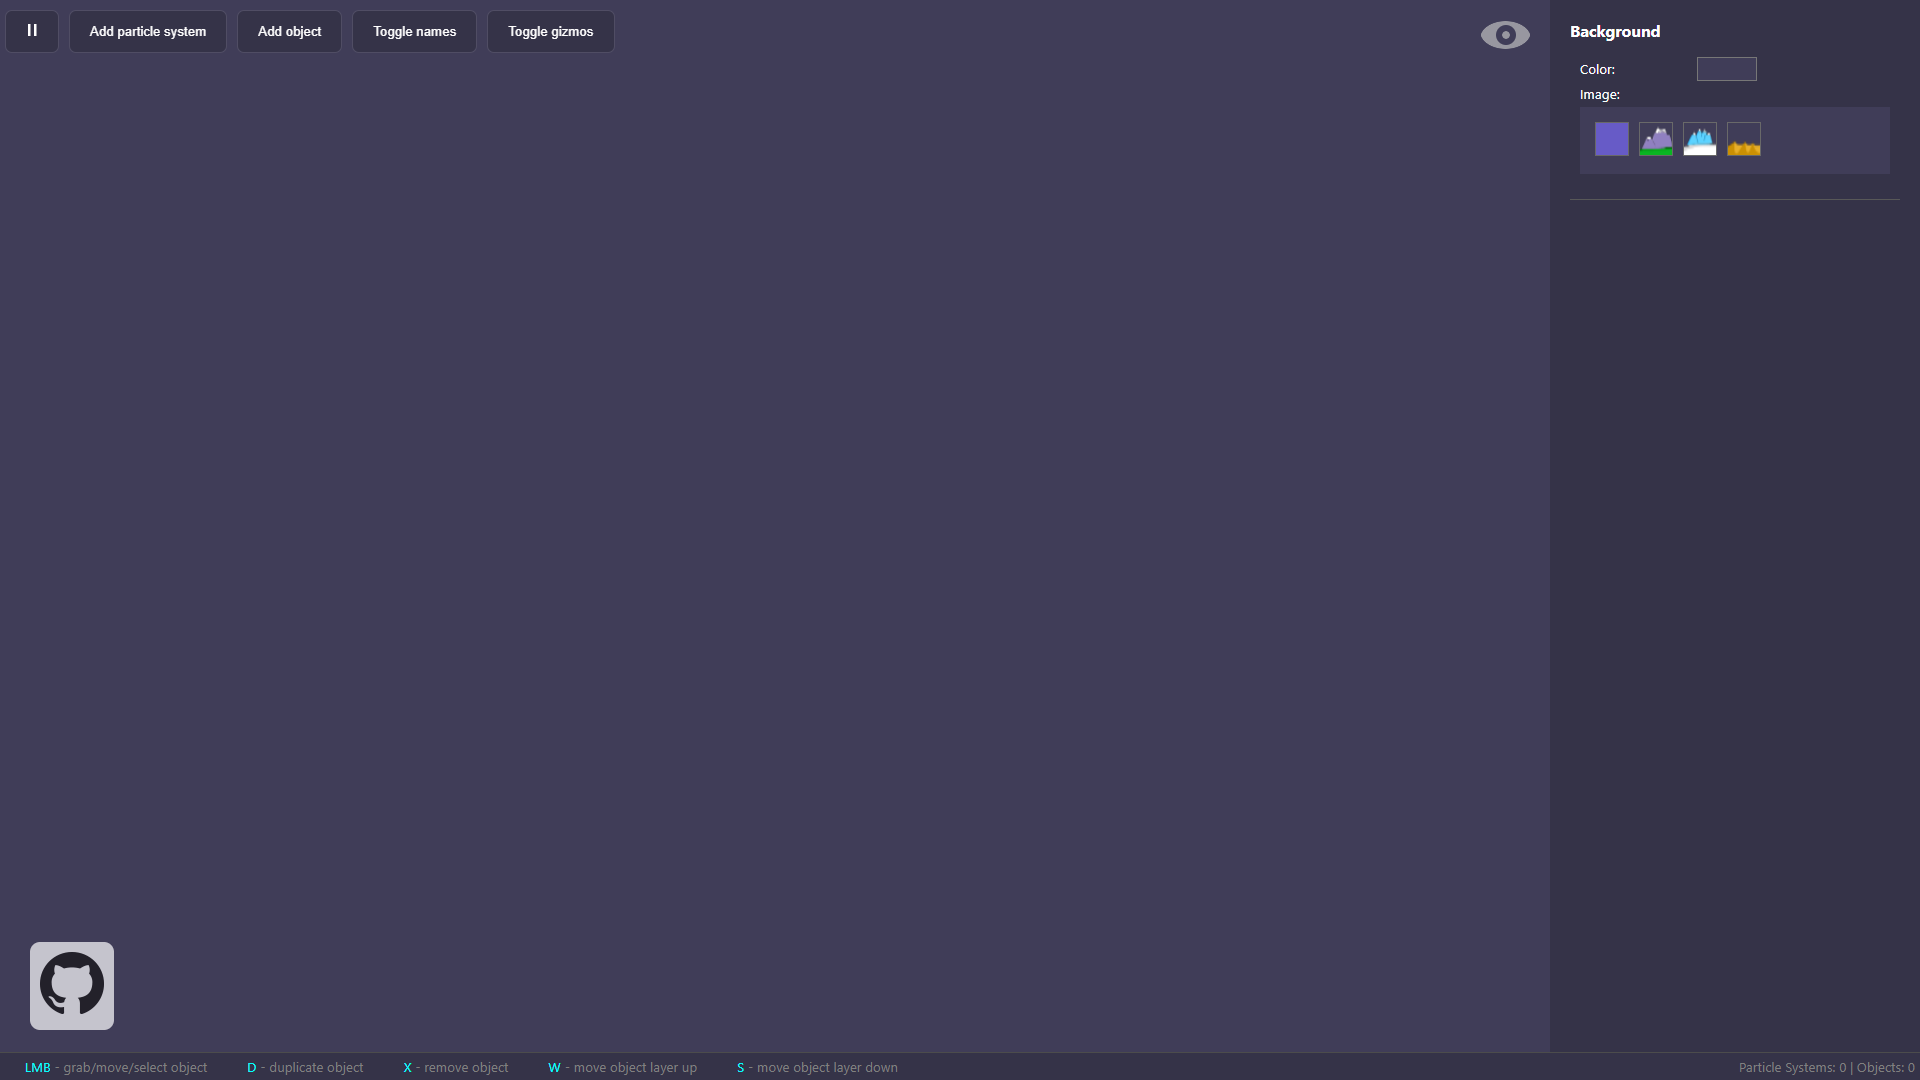 Add particle system
Add object
Toggle names
Toggle gizmos
Background
Color:
Image:
LMB - grab/move/select object
D - duplicate object
X - remove object
W - move object layer up
S - move object layer down
Particle Systems: 0 | Objects: 0